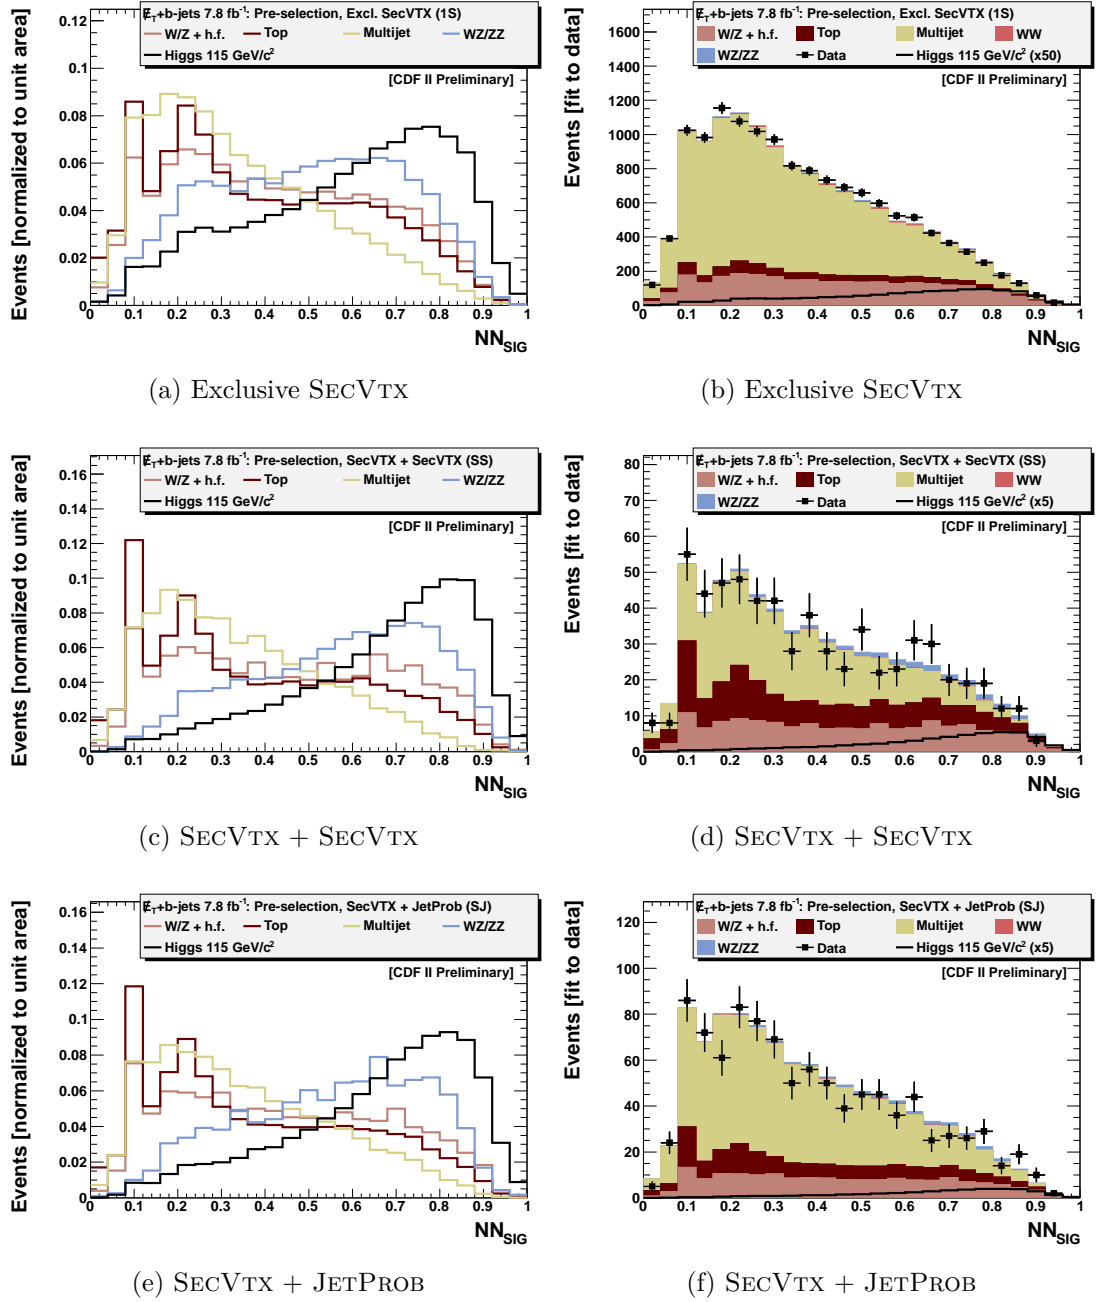 E̸T+b-jets 7.8 fb-1: Pre-selection, Excl. SecVTX (1S)
W/Z + h.f. Top Multijet WZ/ZZ
Higgs 115 GeV/c2
[CDF II Preliminary]
Events [normalized to unit area]
0.12
0.1
0.08
0.06
0.04
0.02
0
0 0.1 0.2 0.3 0.4 0.5 0.6 0.7 0.8 0.9 1
NNSIG
(a) Exclusive SECVTX
E̸T+b-jets 7.8 fb-1: Pre-selection, Excl. SecVTX (1S)
W/Z + h.f. Top Multijet WW
WZ/ZZ Data Higgs 115 GeV/c2 (x50)
[CDF II Preliminary]
Events [fit to data]
1600
1400
1200
1000
800
600
400
200
0
0 0.1 0.2 0.3 0.4 0.5 0.6 0.7 0.8 0.9 1
NNSIG
(b) Exclusive SECVTX
E̸T+b-jets 7.8 fb-1: Pre-selection, SecVTX + SecVTX (SS)
W/Z + h.f. Top Multijet WZ/ZZ
Higgs 115 GeV/c2
[CDF II Preliminary]
Events [normalized to unit area]
0.16
0.14
0.12
0.1
0.08
0.06
0.04
0.02
0
0 0.1 0.2 0.3 0.4 0.5 0.6 0.7 0.8 0.9 1
NNSIG
(c) SECVTX + SECVTX
E̸T+b-jets 7.8 fb-1: Pre-selection, SecVTX + SecVTX (SS)
W/Z + h.f. Top Multijet WW
WZ/ZZ Data Higgs 115 GeV/c2 (x5)
[CDF II Preliminary]
Events [fit to data]
80
70
60
50
40
30
20
10
0
0 0.1 0.2 0.3 0.4 0.5 0.6 0.7 0.8 0.9 1
NNSIG
(d) SECVTX + SECVTX
E̸T+b-jets 7.8 fb-1: Pre-selection, SecVTX + JetProb (SJ)
W/Z + h.f. Top Multijet WZ/ZZ
Higgs 115 GeV/c2
[CDF II Preliminary]
Events [normalized to unit area]
0.16
0.14
0.12
0.1
0.08
0.06
0.04
0.02
0
0 0.1 0.2 0.3 0.4 0.5 0.6 0.7 0.8 0.9 1
NNSIG
(e) SECVTX + JETPROB
E̸T+b-jets 7.8 fb-1: Pre-selection, SecVTX + JetProb (SJ)
W/Z + h.f. Top Multijet WW
WZ/ZZ Data Higgs 115 GeV/c2 (x5)
[CDF II Preliminary]
Events [fit to data]
120
100
80
60
40
20
0
0 0.1 0.2 0.3 0.4 0.5 0.6 0.7 0.8 0.9 1
NNSIG
(f) SECVTX + JETPROB